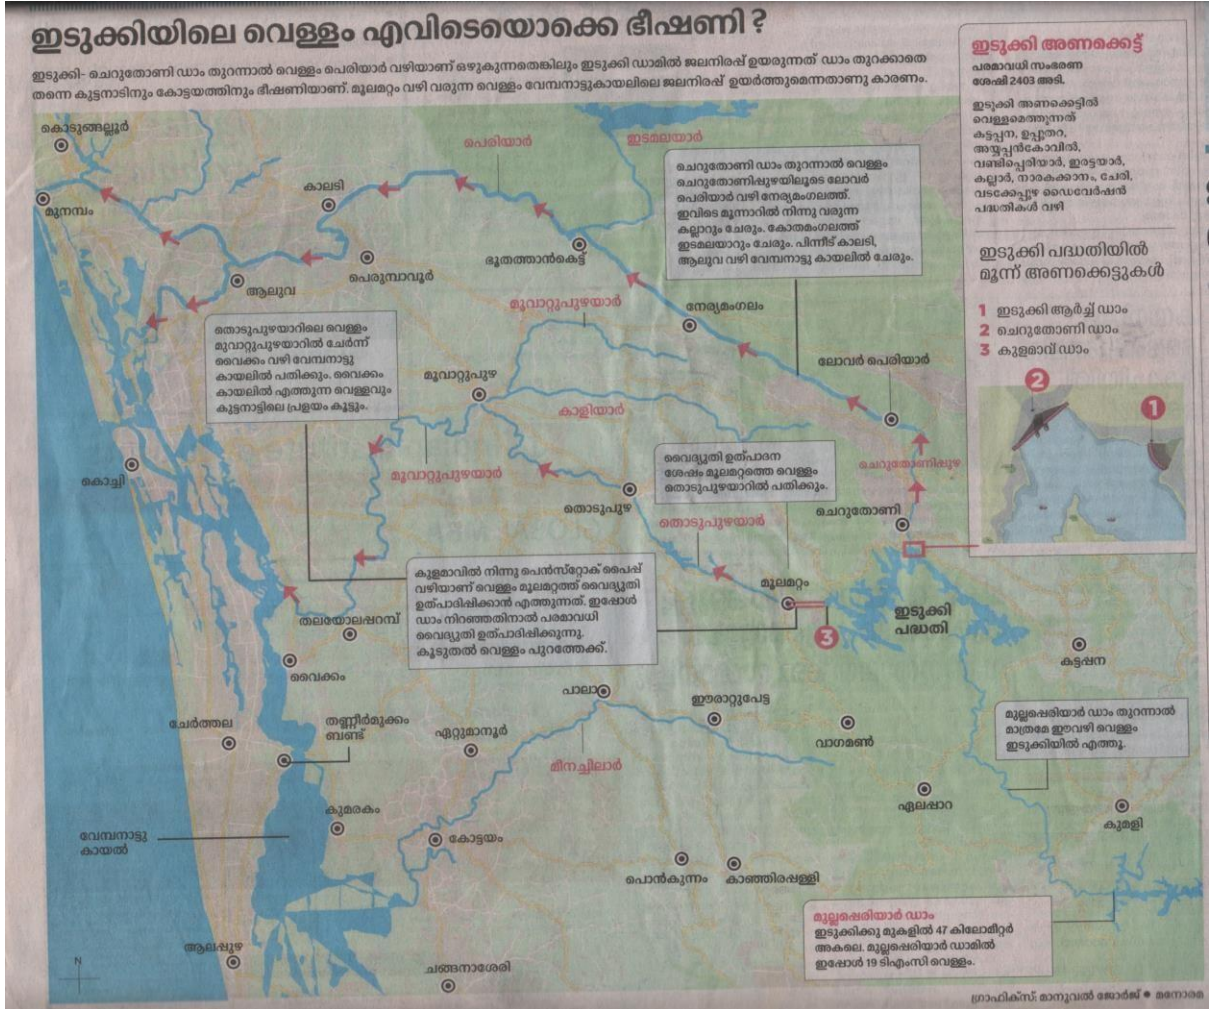 ഇടുക്കിയിലെ വെള്ളം എവിടെയൊക്കെ ഭീഷണി ?
ഇടുക്കി- ചെറുതോണി ഡാം തുറന്നാൽ വെള്ളം പെരിയാർ വഴിയാണ് ഒഴുകുന്നതെങ്കിലും ഇടുക്കി ഡാമിൽ ജലനിരപ്പ് ഉയരുന്നത് ഡാം തുറക്കാതെ
തന്നെ കുട്ടനാടിനും കോട്ടയത്തിനും ഭീഷണിയാണ്. മൂലമറ്റം വഴി വരുന്ന വെള്ളം വേമ്പനാട്ടുകായലിലെ ജലനിരപ്പ് ഉയർത്തുമെന്നതാണു കാരണം.
ഇടുക്കി അണക്കെട്ട്
പരമാവധി സംഭരണ
ശേഷി 2403 അടി.
ഇടുക്കി അണക്കെട്ടിൽ
വെള്ളമെത്തുന്നത്
കട്ടപ്പന, ഉപ്പുതറ,
അയ്യപ്പൻകോവിൽ,
വണ്ടിപ്പെരിയാർ, ഇരട്ടയാർ,
കല്ലാർ, നാരകക്കാനം, ചേരി,
വടക്കേപ്പുഴ ഡൈവേർഷൻ
പദ്ധതികൾ വഴി
ഇടുക്കി പദ്ധതിയിൽ
മൂന്ന് അണക്കെട്ടുകൾ
1 ഇടുക്കി ആർച്ച് ഡാം
2 ചെറുതോണി ഡാം
3 കുളമാവ് ഡാം
2
1
കൊടുങ്ങല്ലൂർ
പെരിയാർ
ഇടമലയാർ
ചെറുതോണി ഡാം തുറന്നാൽ വെള്ളം
ചെറുതോണിപ്പുഴയിലൂടെ ലോവർ
പെരിയാർ വഴി നേര്യമംഗലത്ത്.
ഇവിടെ മൂന്നാറിൽ നിന്നു വരുന്ന
കല്ലാറും ചേരും. കോതമംഗലത്ത്
ഇടമലയാറും ചേരും. പിന്നീട് കാലടി,
ആലുവ വഴി വേമ്പനാട്ടു കായലിൽ ചേരും.
കാലടി
മുനമ്പം
ഭൂതത്താൻകെട്ട്
പെരുമ്പാവൂർ
ആലുവ
മൂവാറ്റുപുഴയാർ
നേര്യമംഗലം
തൊടുപുഴയാറിലെ വെള്ളം
മൂവാറ്റുപുഴയാറിൽ ചേർന്ന്
വൈക്കം വഴി വേമ്പനാട്ടു
കായലിൽ പതിക്കും. വൈക്കം
കായലിൽ എത്തുന്ന വെള്ളവും
കുട്ടനാട്ടിലെ പ്രളയം കൂട്ടും.
ലോവർ പെരിയാർ
മൂവാറ്റുപുഴ
കാളിയാർ
വൈദ്യുതി ഉത്പാദന
ശേഷം മൂലമറ്റത്തെ വെള്ളം
തൊടുപുഴയാറിൽ പതിക്കും.
ചെറുതോണിപ്പുഴ
മൂവാറ്റുപുഴയാർ
കൊച്ചി
തൊടുപുഴ
തൊടുപുഴയാർ
ചെറുതോണി
കുളമാവിൽ നിന്നു പെൻസ്റ്റോക് പൈപ്പ്
വഴിയാണ് വെള്ളം മൂലമറ്റത്ത് വൈദ്യുതി
ഉത്പാദിപ്പിക്കാൻ എത്തുന്നത്. ഇപ്പോൾ
ഡാം നിറഞ്ഞതിനാൽ പരമാവധി
വൈദ്യുതി ഉത്പാദിപ്പിക്കുന്നു.
കൂടുതൽ വെള്ളം പുറത്തേക്ക്.
മൂലമറ്റം
ഇടുക്കി
പദ്ധതി
തലയോലപ്പറമ്പ്
3
കട്ടപ്പന
വൈക്കം
പാലാ
ഈരാറ്റുപേട്ട
മുല്ലപ്പെരിയാർ ഡാം തുറന്നാൽ
മാത്രമേ ഈവഴി വെള്ളം
ഇടുക്കിയിൽ എത്തൂ.
ചേർത്തല
തണ്ണീർമുക്കം
ബണ്ട്
ഏറ്റുമാനൂർ
വാഗമൺ
മീനച്ചിലാർ
ഏലപ്പാറ
കുമരകം
കുമളി
വേമ്പനാട്ടു
കായൽ
കോട്ടയം
പൊൻകുന്നം
കാഞ്ഞിരപ്പള്ളി
മുല്ലപ്പെരിയാർ ഡാം
ഇടുക്കിക്കു മുകളിൽ 47 കിലോമീറ്റർ
അകലെ. മുല്ലപ്പെരിയാർ ഡാമിൽ
ഇപ്പോൾ 19 ടിഎംസി വെള്ളം.
ആലപ്പുഴ
N
ചങ്ങനാശേരി
ഗ്രാഫിക്സ്: മാനുവൽ ജോർജ് ● മനോരമ